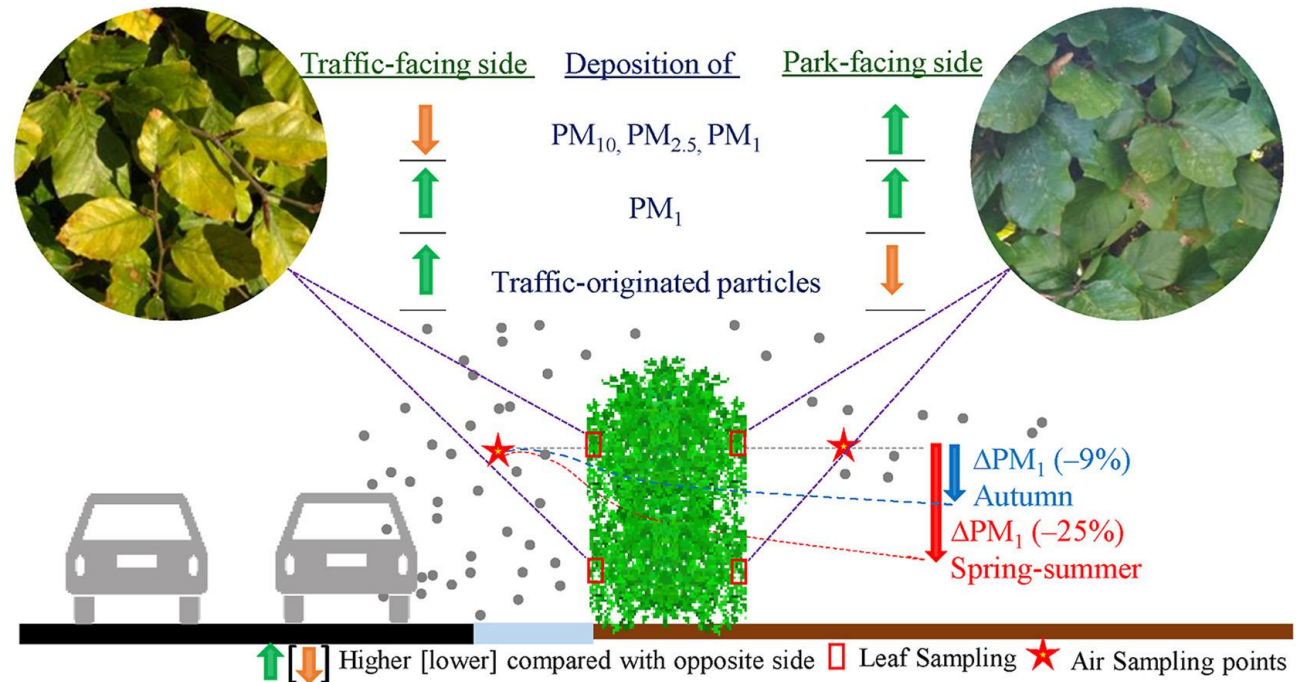 Traffic-facing side Deposition of Park-facing side
PM10, PM2.5, PM1
PM1
Traffic-originated particles
ΔPM1 (–9%)
Autumn
ΔPM1 (–25%)
Spring-summer
[ ] Higher [lower] compared with opposite side Leaf Sampling Air Sampling points